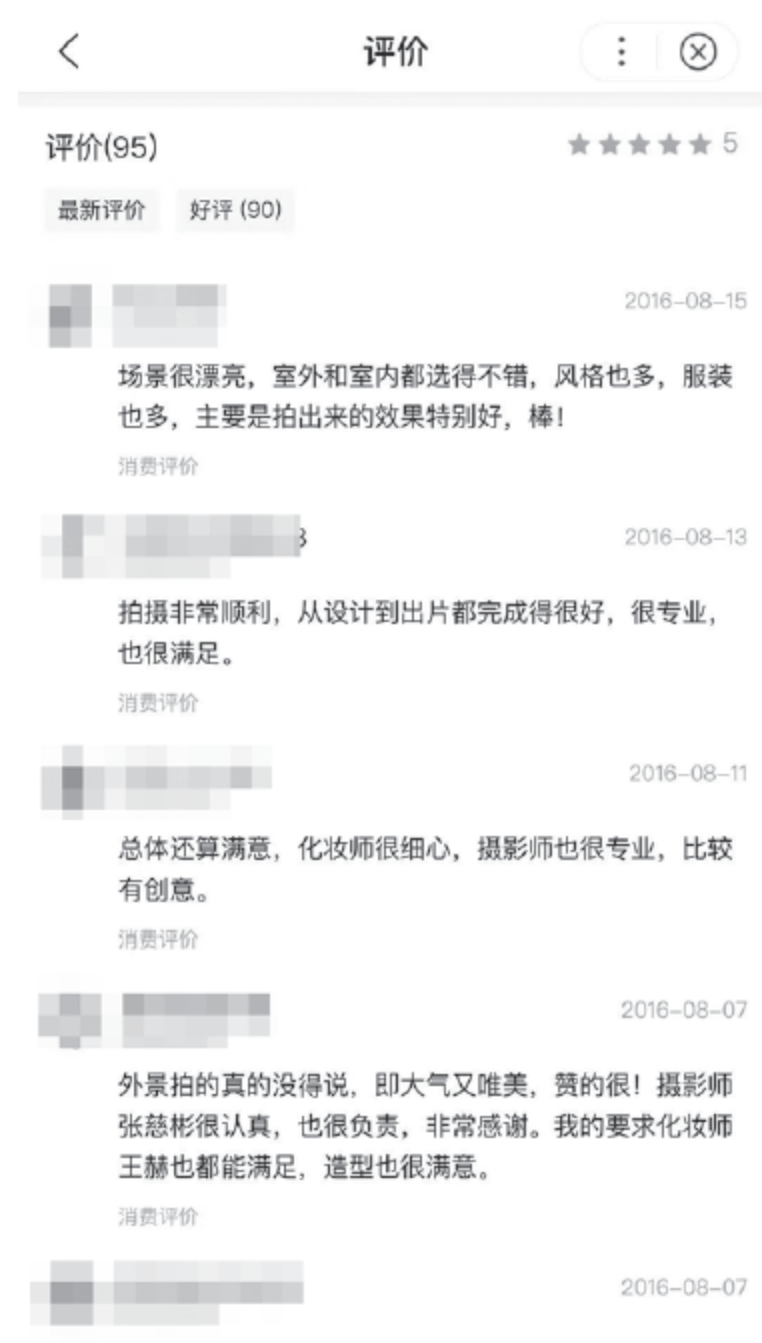 评价
评价(95)
★★★★★ 5
最新评价 好评 (90)
2016-08-15
场景很漂亮，室外和室内都选得不错，风格也多，服装
也多，主要是拍出来的效果特别好，棒！
消费评价
2016-08-13
拍摄非常顺利，从设计到出片都完成得很好，很专业，
也很满足。
消费评价
2016-08-11
总体还算满意，化妆师很细心，摄影师也很专业，比较
有创意。
消费评价
2016-08-07
外景拍的真的没得说，即大气又唯美，赞的很！摄影师
张慈彬很认真，也很负责，非常感谢。我的要求化妆师
王赫也都能满足，造型也很满意。
消费评价
2016-08-07